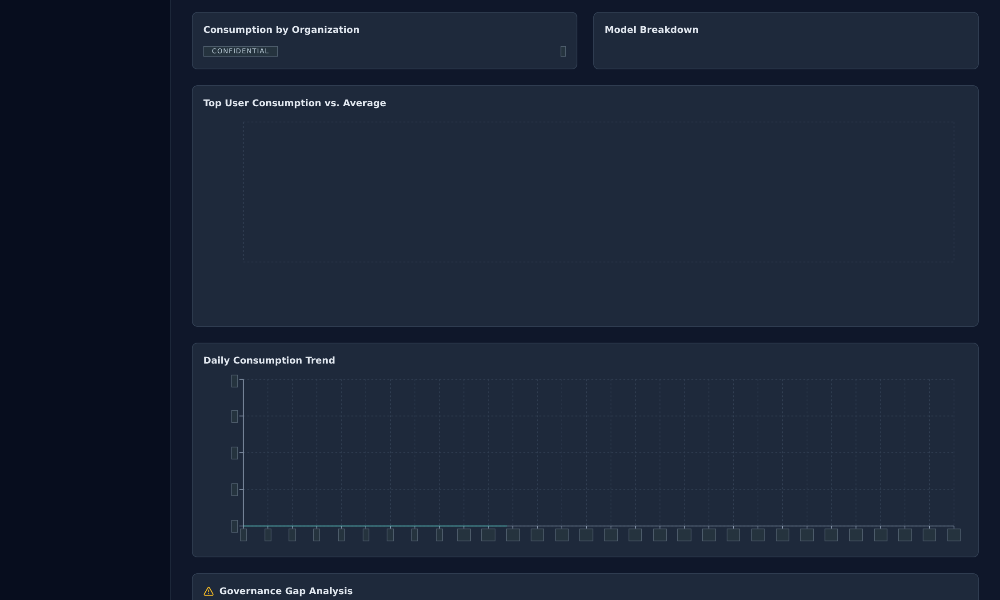 Consumption by Organization
Model Breakdown
CONFIDENTIAL
Top User Consumption vs. Average
Daily Consumption Trend
Governance Gap Analysis